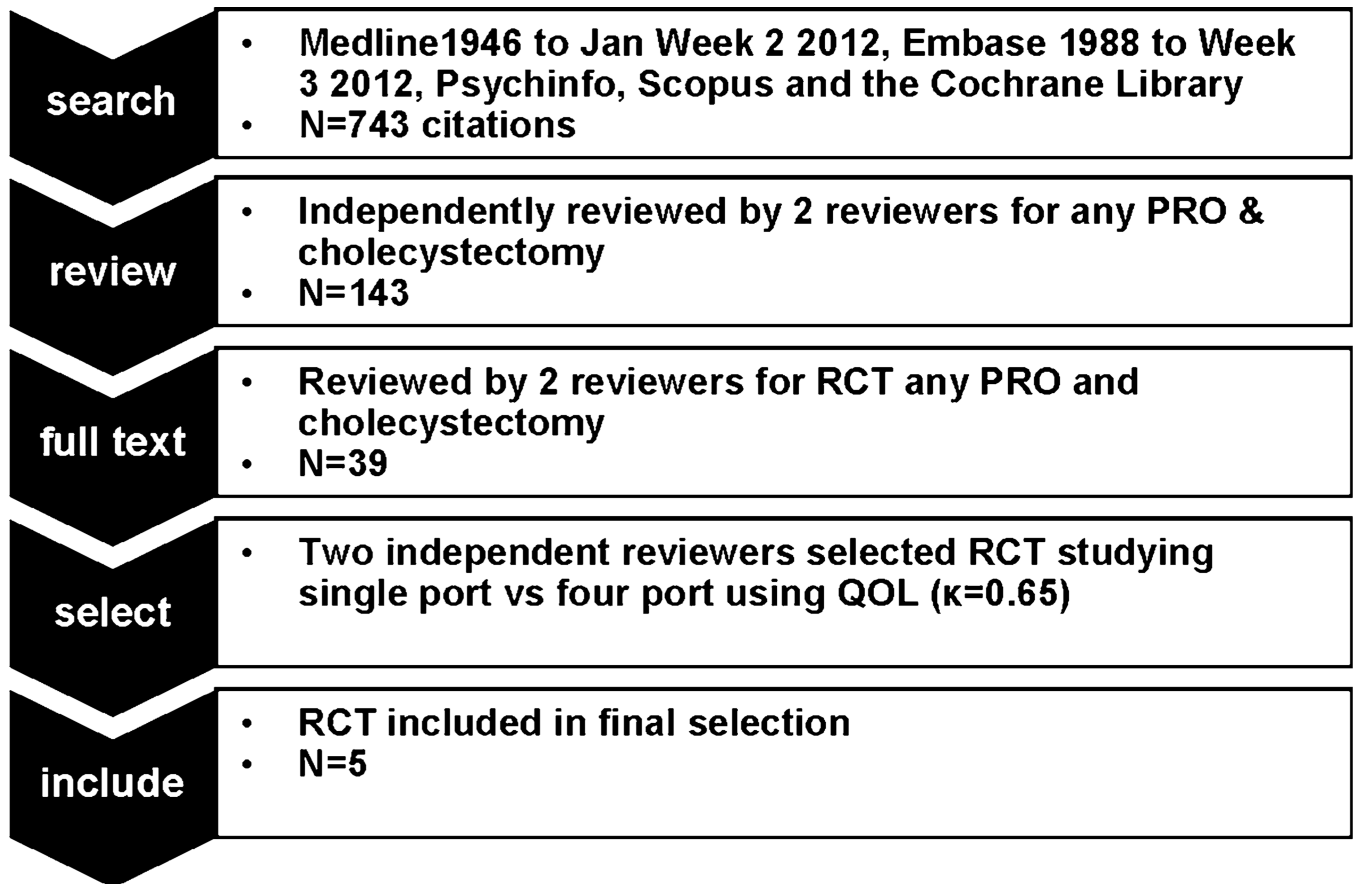 search
• Medline1946 to Jan Week 2 2012, Embase 1988 to Week
3 2012, Psychinfo, Scopus and the Cochrane Library
• N=743 citations
review
• Independently reviewed by 2 reviewers for any PRO &
cholecystectomy
• N=143
full text
• Reviewed by 2 reviewers for RCT any PRO and
cholecystectomy
• N=39
select
• Two independent reviewers selected RCT studying
single port vs four port using QOL (κ=0.65)
include
• RCT included in final selection
• N=5